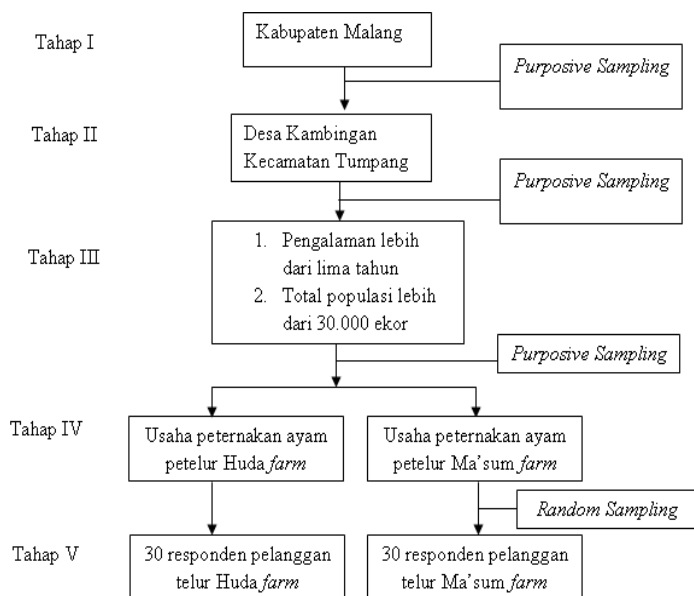 Tahap I
Kabupaten Malang
Purposive Sampling
Tahap II
Desa Kambingan
Kecamatan Tumpang
Purposive Sampling
Tahap III
1. Pengalaman lebih
dari lima tahun
2. Total populasi lebih
dari 30.000 ekor
Purposive Sampling
Tahap IV
Usaha peternakan ayam
petelur Huda farm
Usaha peternakan ayam
petelur Ma'sum farm
Random Sampling
Tahap V
30 responden pelanggan
telur Huda farm
30 responden pelanggan
telur Ma'sum farm